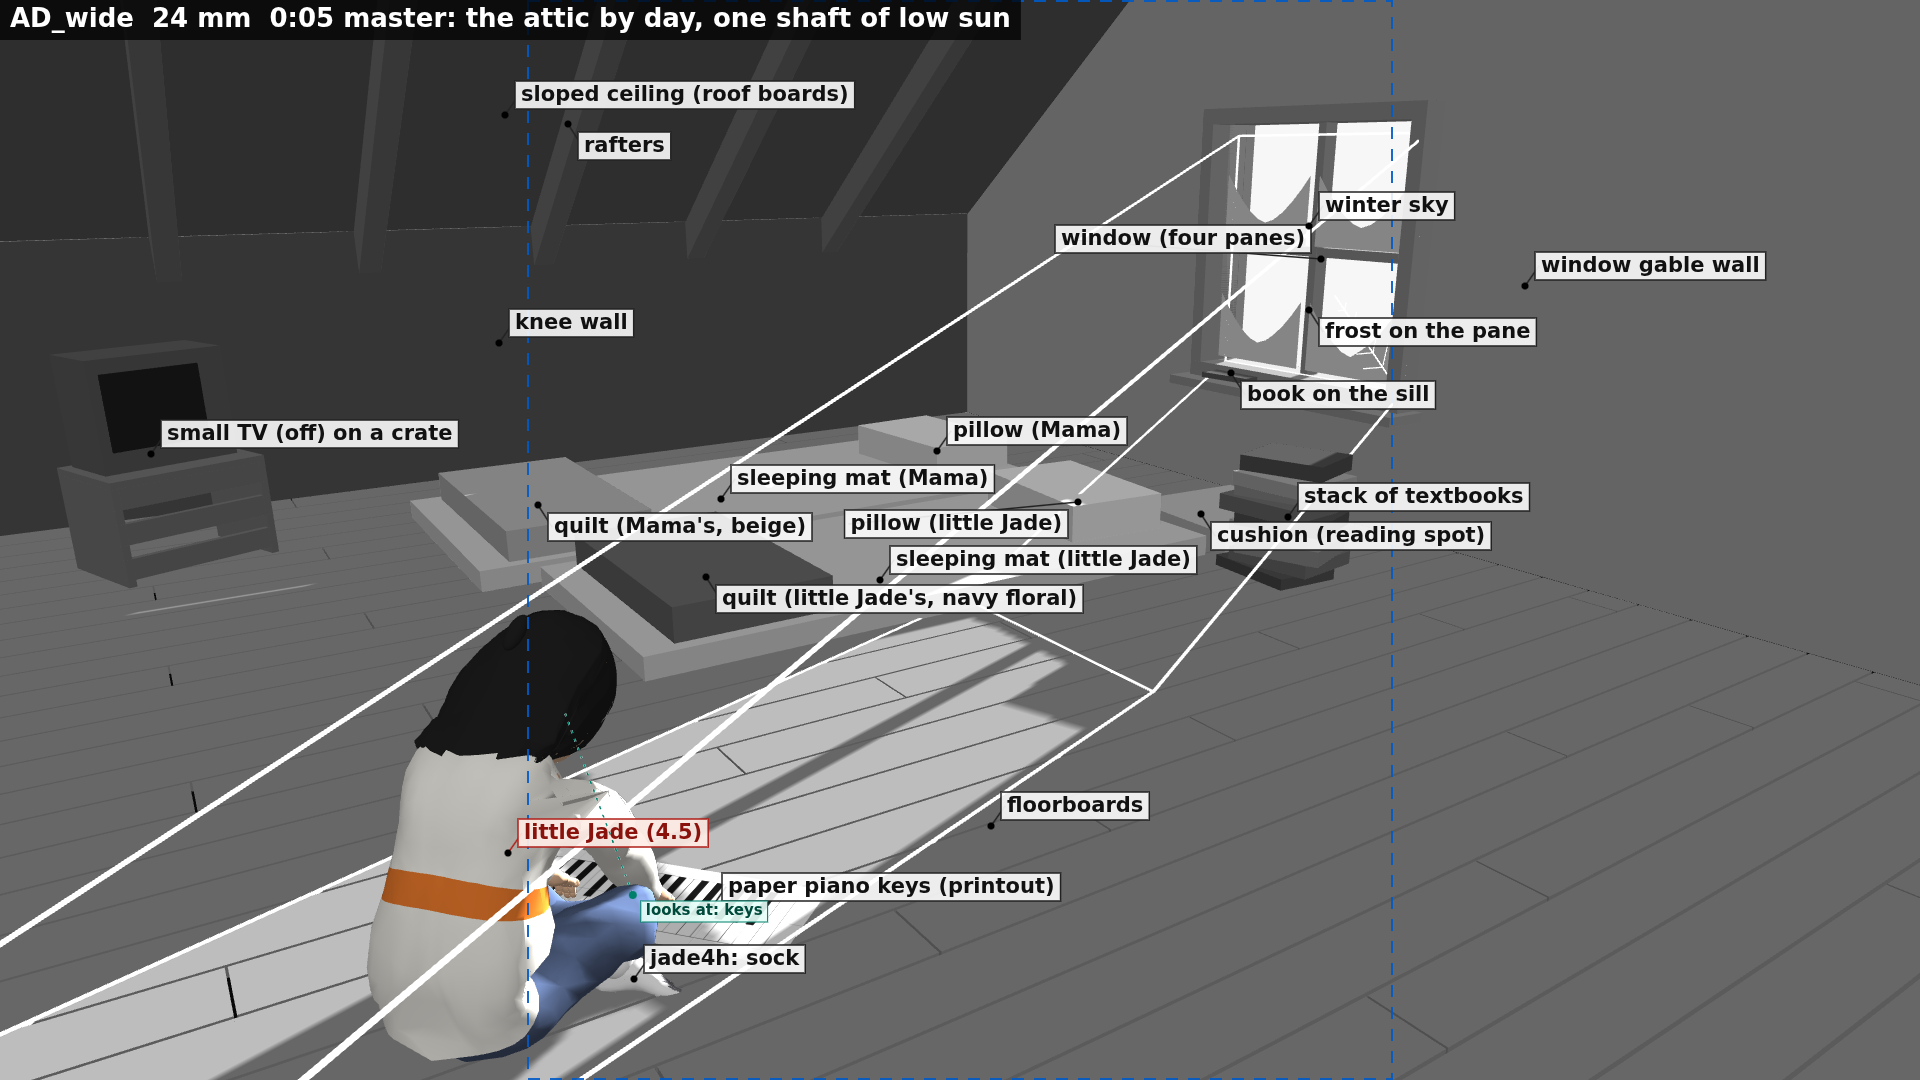 AD_wide  24 mm  0:05 master: the attic by day, one shaft of low sun
sloped ceiling (roof boards)
rafters
winter sky
window (four panes)
window gable wall
knee wall
frost on the pane
book on the sill
small TV (off) on a crate
pillow (Mama)
sleeping mat (Mama)
stack of textbooks
quilt (Mama's, beige)
pillow (little Jade)
cushion (reading spot)
sleeping mat (little Jade)
quilt (little Jade's, navy floral)
floorboards
little Jade (4.5)
paper piano keys (printout)
looks at: keys
jade4h: sock